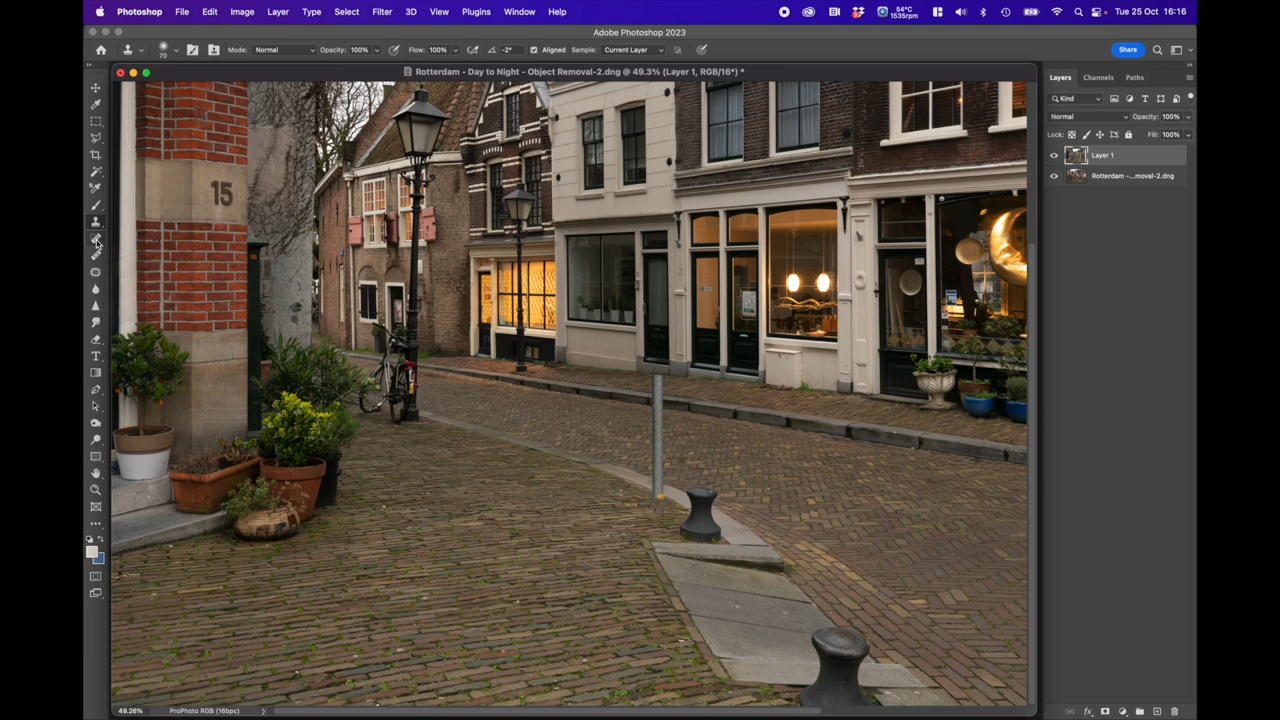 Photoshop File Edit Image Layer Type Select Filter 3D View Plugins Window Help 54°C 1535rpm Tue 25 Oct 16:16
Adobe Photoshop 2023
70 Mode: Normal Opacity: 100% Flow: 100% -2° Aligned Sample: Current Layer Share
Rotterdam - Day to Night - Object Removal-2.dng @ 49.3% (Layer 1, RGB/16*) *
Layers Channels Paths
Kind
Normal Opacity: 100%
Lock: Fill: 100%
Layer 1
Rotterdam -...moval-2.dng
15
49.26% ProPhoto RGB (16bpc)